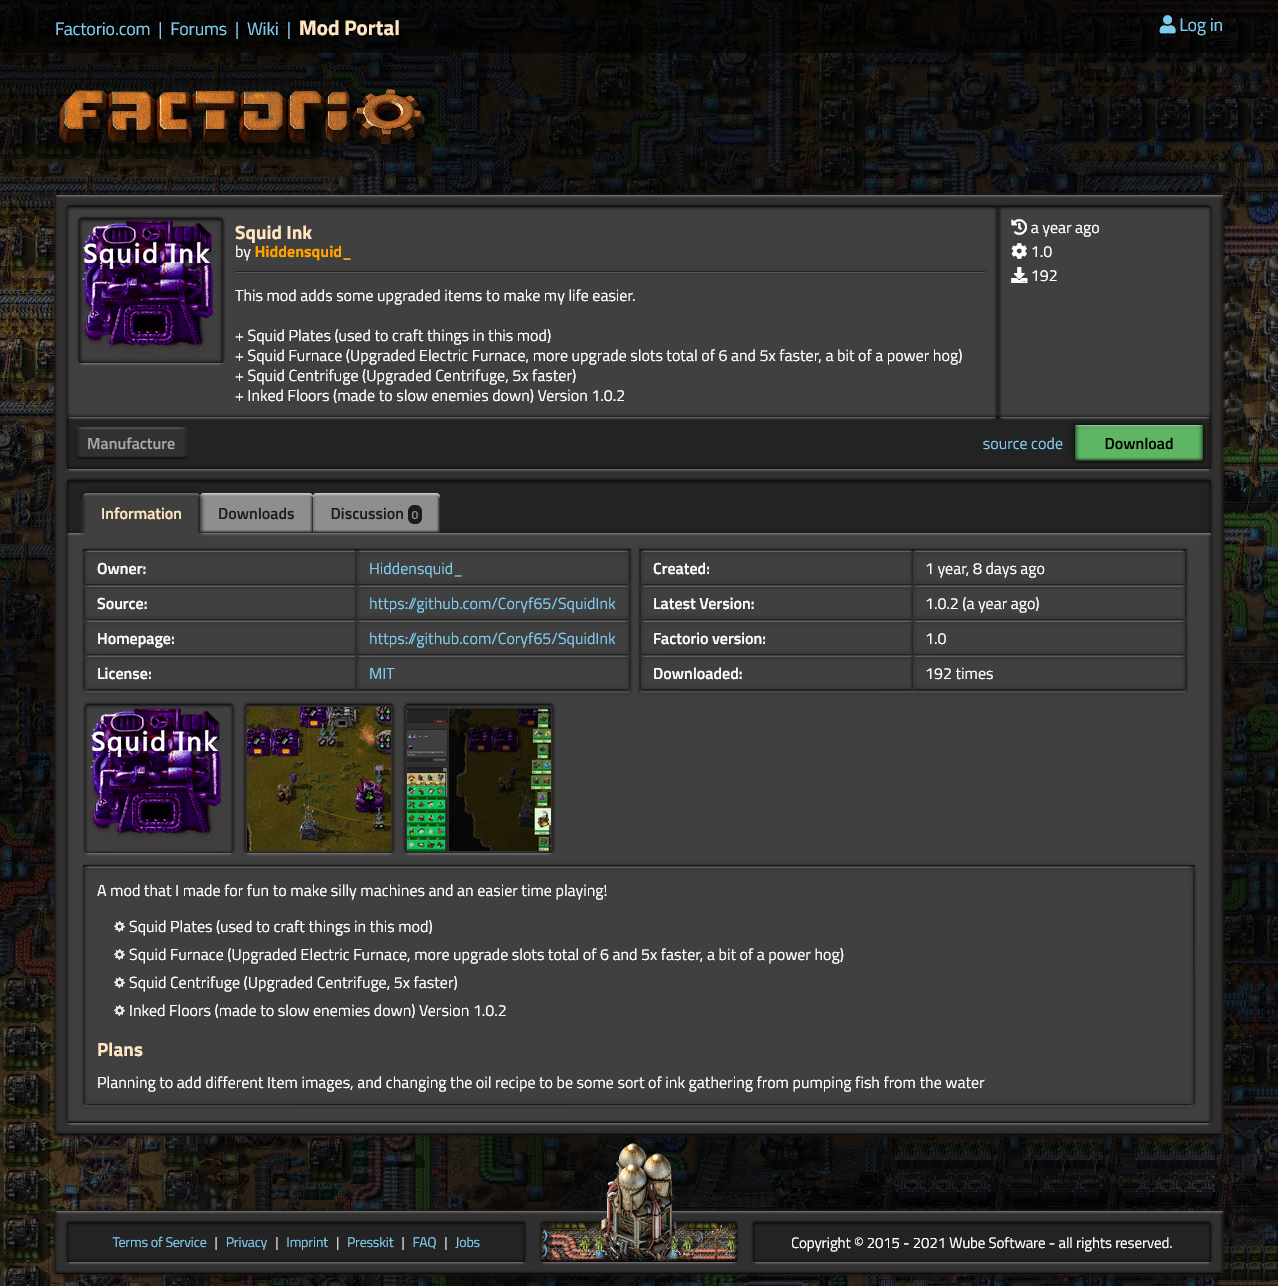 Factorio.com | Forums | Wiki | Mod Portal
Log in
FACTORIO
Squid Ink
Squid Ink
by Hiddensquid_
This mod adds some upgraded items to make my life easier.
+ Squid Plates (used to craft things in this mod)
+ Squid Furnace (Upgraded Electric Furnace, more upgrade slots total of 6 and 5x faster, a bit of a power hog)
+ Squid Centrifuge (Upgraded Centrifuge, 5x faster)
+ Inked Floors (made to slow enemies down) Version 1.0.2
a year ago
1.0
192
Manufacture
source code
Download
Information
Downloads
Discussion 0
Owner: Hiddensquid_
Source: https://github.com/Coryf65/SquidInk
Homepage: https://github.com/Coryf65/SquidInk
License: MIT
Created: 1 year, 8 days ago
Latest Version: 1.0.2 (a year ago)
Factorio version: 1.0
Downloaded: 192 times
Squid Ink
A mod that I made for fun to make silly machines and an easier time playing!
Squid Plates (used to craft things in this mod)
Squid Furnace (Upgraded Electric Furnace, more upgrade slots total of 6 and 5x faster, a bit of a power hog)
Squid Centrifuge (Upgraded Centrifuge, 5x faster)
Inked Floors (made to slow enemies down) Version 1.0.2
Plans
Planning to add different Item images, and changing the oil recipe to be some sort of ink gathering from pumping fish from the water
Terms of Service | Privacy | Imprint | Presskit | FAQ | Jobs
Copyright © 2015 - 2021 Wube Software - all rights reserved.